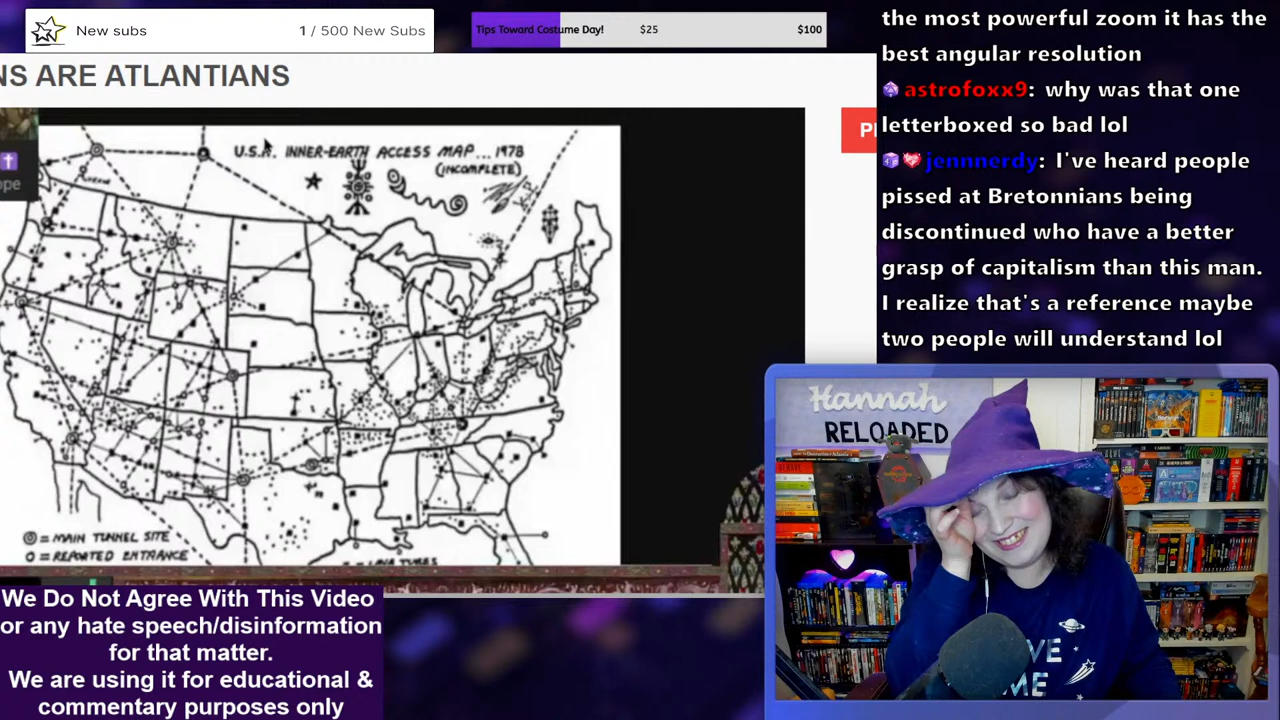 New subs
1 / 500 New Subs
Tips Toward Costume Day!
$25
$100
NS ARE ATLANTIANS
P
ope
U.S.A. INNER-EARTH ACCESS MAP...1978
(INCOMPLETE)
= MAIN TUNNEL SITE
= REPORTED ENTRANCE
= LAVA TUBES
We Do Not Agree With This Video
or any hate speech/disinformation
for that matter.
We are using it for educational &
commentary purposes only
the most powerful zoom it has the
best angular resolution
astrofoxx9: why was that one
letterboxed so bad lol
jennnerdy: I've heard people
pissed at Bretonnians being
discontinued who have a better
grasp of capitalism than this man.
I realize that's a reference maybe
two people will understand lol
Hannah
RELOADED